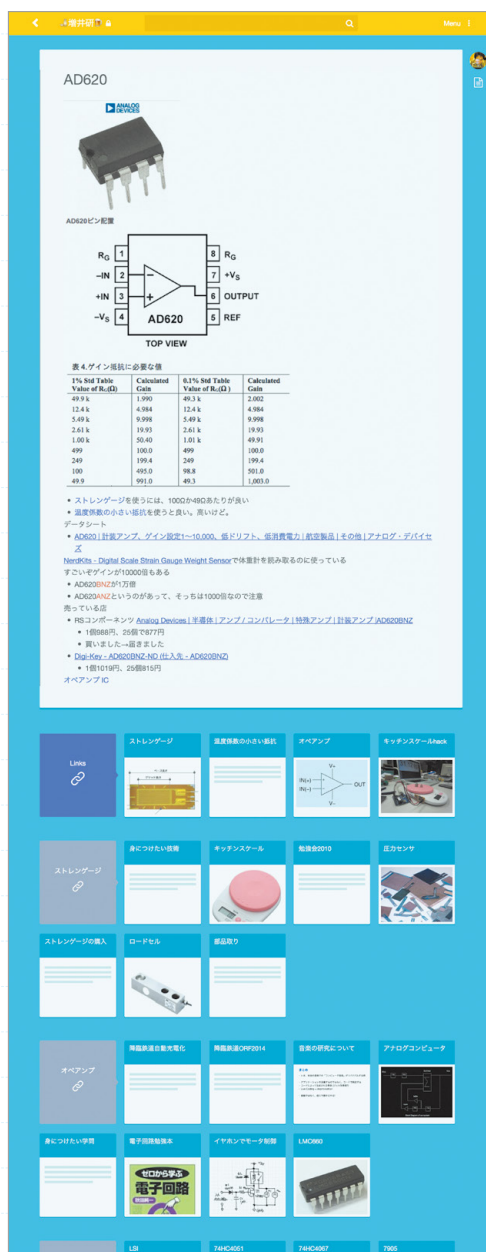 増井研
Menu
AD620
ANALOG
DEVICES
AD620ピン配置
RG 1
8 RG
–IN 2
7 +VS
+IN 3
6 OUTPUT
–VS 4
5 REF
AD620
TOP VIEW
表 4.ゲイン抵抗に必要な値
1% Std Table Value of RG(Ω) Calculated Gain 0.1% Std Table Value of RG(Ω) Calculated Gain
49.9 k 1.990 49.3 k 2.002
12.4 k 4.984 12.4 k 4.984
5.49 k 9.998 5.49 k 9.998
2.61 k 19.93 2.61 k 19.93
1.00 k 50.40 1.01 k 49.91
499 100.0 499 100.0
249 199.4 249 199.4
100 495.0 98.8 501.0
49.9 991.0 49.3 1,003.0
ストレンゲージを使うには、100Ωか49Ωあたりが良い
温度係数の小さい抵抗を使うと良い。高いけど。
データシート
AD620 | 計装アンプ、ゲイン設定1〜10,000、低ドリフト、低消費電力 | 航空製品 | その他 | アナログ・デバイセ
ズ
NerdKits - Digital Scale Strain Gauge Weight Sensorで体重計を読み取るのに使っている
すごいぞゲインが10000倍もある
AD620BNZが1万倍
AD620ANZというのがあって、そっちは1000倍なので注意
売っている店
RSコンポーネンツ Analog Devices | 半導体 | アンプ / コンパレータ | 特殊アンプ | 計装アンプ |AD620BNZ
1個988円、25個で877円
買いました→届きました
Digi-Key - AD620BNZ-ND (仕入先 - AD620BNZ)
1個1019円、25個815円
オペアンプ IC
Links
ストレンゲージ
温度係数の小さい抵抗
オペアンプ
キッチンスケールhack
V+
IN(+)
IN(-)
OUT
V-
ストレンゲージ
身につけたい技術
キッチンスケール
勉強会2010
圧力センサ
ストレンゲージの購入
ロードセル
部品取り
オペアンプ
降臨鉄道自動光電化
降臨鉄道ORF2014
音楽の研究について
アナログコンピュータ
身につけたい学問
電子回路勉強本
イヤホンでモータ制御
LMC660
ゼロから学ぶ
電子回路
LSI
74HC4051
74HC4067
7905